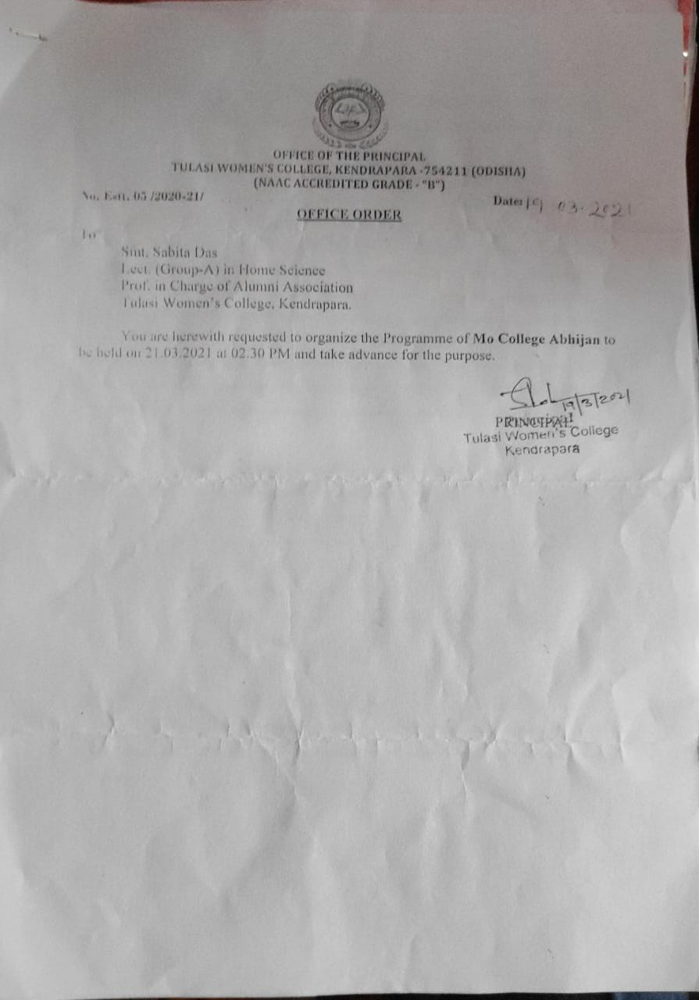 OFFICE OF THE PRINCIPAL
TULASI WOMEN'S COLLEGE, KENDRAPARA -754211 (ODISHA)
(NAAC ACCREDITED GRADE - "B")
No. Estt. 05 /2020-21/
Date: 19 03-2021
OFFICE ORDER
To
Smt. Sabita Das
Lect. (Group-A) in Home Science
Prof. in Charge of Alumni Association
Tulasi Women's College, Kendrapara.
You are herewith requested to organize the Programme of Mo College Abhijan to
be held on 21.03.2021 at 02.30 PM and take advance for the purpose.
19/3/2021
PRINCIPAL
Tulasi Women's College
Kendrapara